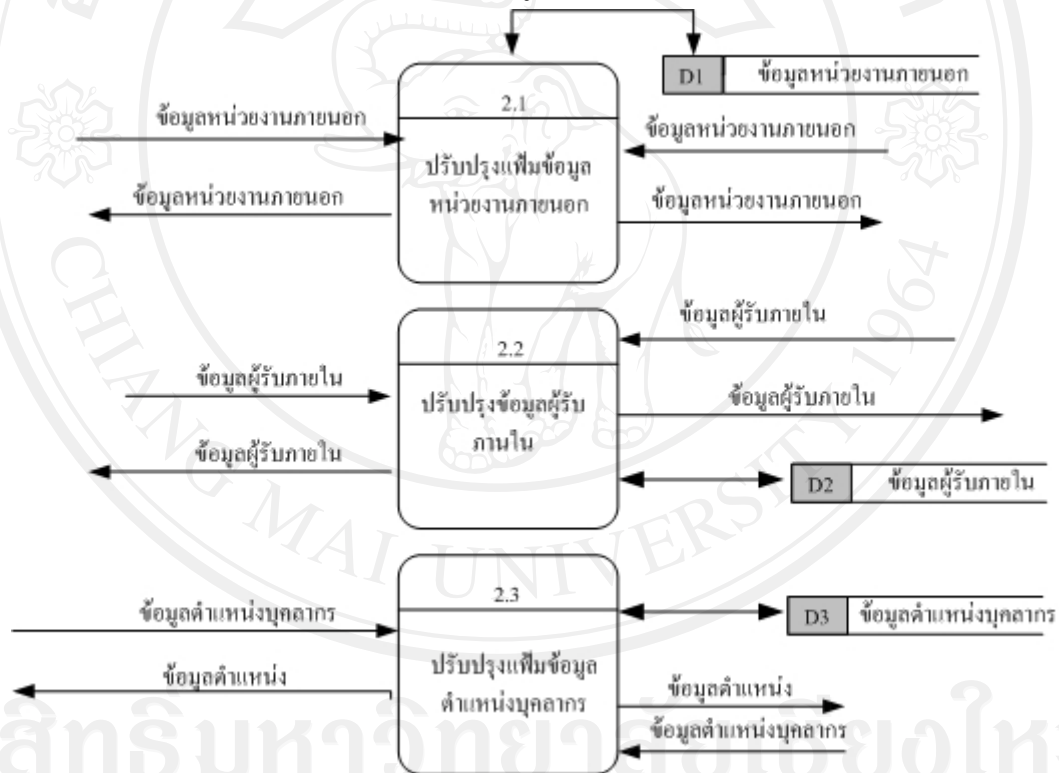 D1 ข้อมูลหน่วยงานภายนอก
2.1
ข้อมูลหน่วยงานภายนอก
ข้อมูลหน่วยงานภายนอก
ปรับปรุงแฟ้มข้อมูล
หน่วยงานภายนอก
ข้อมูลหน่วยงานภายนอก
ข้อมูลหน่วยงานภายนอก
ข้อมูลผู้รับภายใน
2.2
ข้อมูลผู้รับภายใน
ปรับปรุงข้อมูลผู้รับ
ภานใน
ข้อมูลผู้รับภายใน
ข้อมูลผู้รับภายใน
D2 ข้อมูลผู้รับภายใน
2.3
ข้อมูลตำแหน่งบุคลากร
D3 ข้อมูลตำแหน่งบุคลากร
ปรับปรุงแฟ้มข้อมูล
ตำแหน่งบุคลากร
ข้อมูลตำแหน่ง
ข้อมูลตำแหน่ง
ข้อมูลตำแหน่งบุคลากร
CHIANG MAI UNIVERSITY 1964